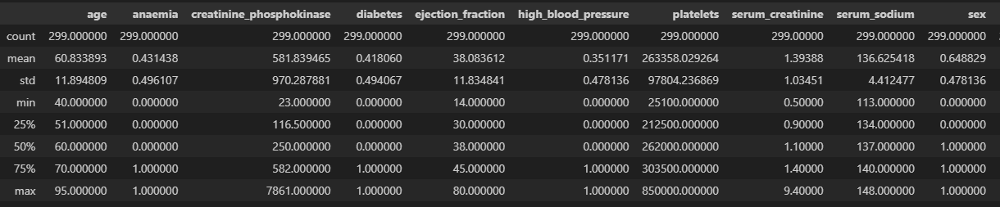 age anaemia creatinine_phosphokinase diabetes ejection_fraction high_blood_pressure platelets serum_creatinine serum_sodium sex
count 299.000000 299.000000 299.000000 299.000000 299.000000 299.000000 299.000000 299.00000 299.000000 299.000000
mean 60.833893 0.431438 581.839465 0.418060 38.083612 0.351171 263358.029264 1.39388 136.625418 0.648829
std 11.894809 0.496107 970.287881 0.494067 11.834841 0.478136 97804.236869 1.03451 4.412477 0.478136
min 40.000000 0.000000 23.000000 0.000000 14.000000 0.000000 25100.000000 0.50000 113.000000 0.000000
25% 51.000000 0.000000 116.500000 0.000000 30.000000 0.000000 212500.000000 0.90000 134.000000 0.000000
50% 60.000000 0.000000 250.000000 0.000000 38.000000 0.000000 262000.000000 1.10000 137.000000 1.000000
75% 70.000000 1.000000 582.000000 1.000000 45.000000 1.000000 303500.000000 1.40000 140.000000 1.000000
max 95.000000 1.000000 7861.000000 1.000000 80.000000 1.000000 850000.000000 9.40000 148.000000 1.000000